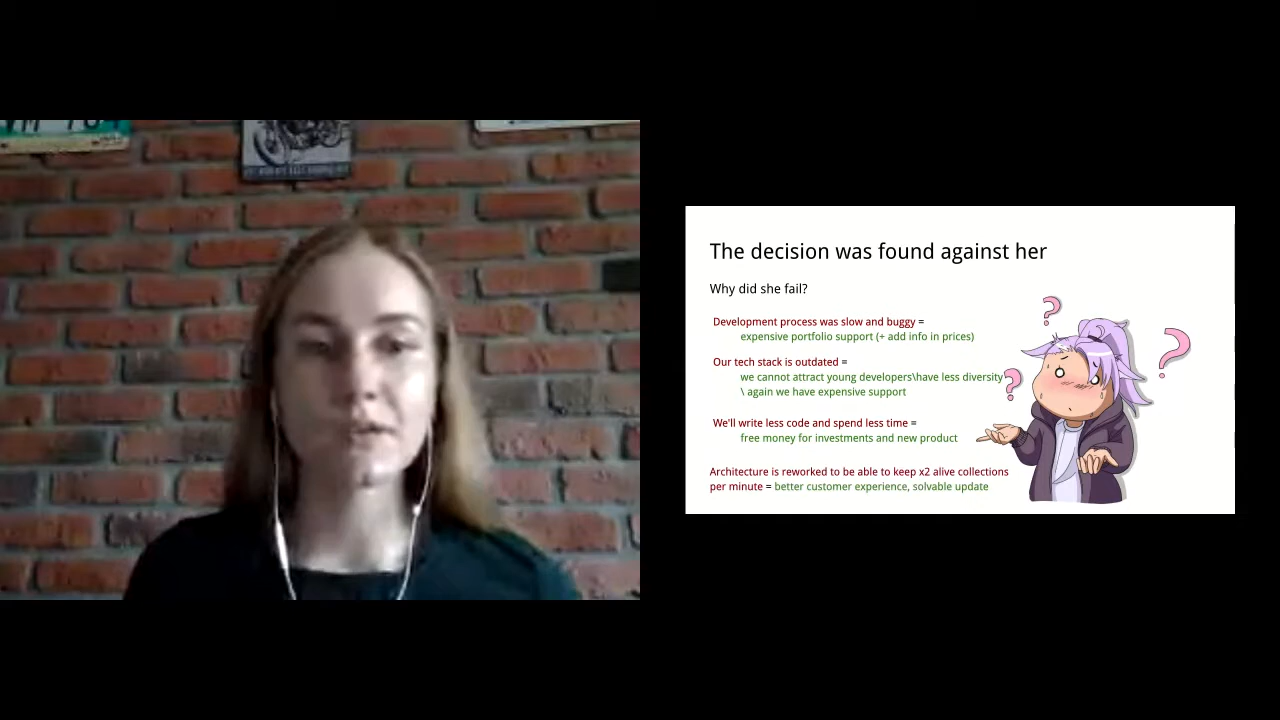 The decision was found against her
Why did she fail?
Development process was slow and buggy =
expensive portfolio support (+ add info in prices)
Our tech stack is outdated =
we cannot attract young developers\have less diversity
\ again we have expensive support
We'll write less code and spend less time =
free money for investments and new product
Architecture is reworked to be able to keep x2 alive collections
per minute = better customer experience, solvable update